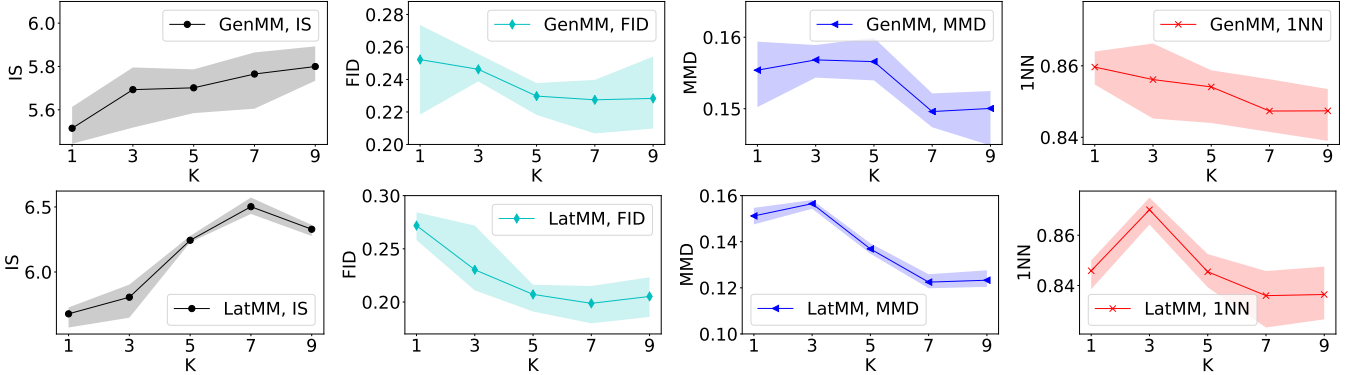 6.0
5.8
5.6
IS
GenMM, IS
1 3 5 7 9
K
0.28
0.26
0.24
0.22
0.20
FID
GenMM, FID
1 3 5 7 9
K
0.16
0.15
MMD
GenMM, MMD
1 3 5 7 9
K
0.86
0.84
1NN
GenMM, 1NN
1 3 5 7 9
K
6.5
6.0
IS
LatMM, IS
1 3 5 7 9
K
0.30
0.25
0.20
FID
LatMM, FID
1 3 5 7 9
K
0.16
0.14
0.12
0.10
MMD
LatMM, MMD
1 3 5 7 9
K
0.86
0.84
1NN
LatMM, 1NN
1 3 5 7 9
K